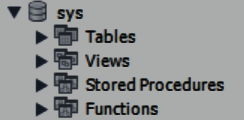 sys
Tables
Views
Stored Procedures
Functions